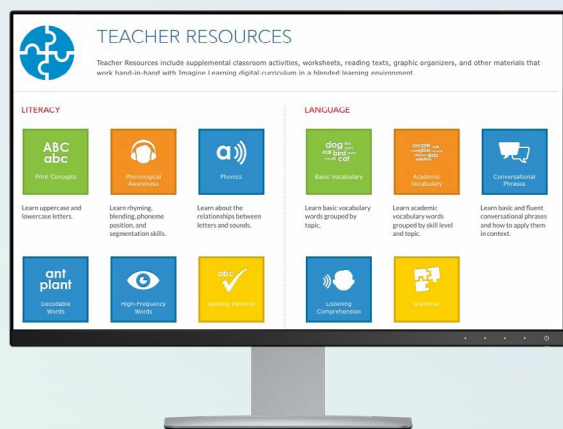 TEACHER RESOURCES
Teacher Resources include supplemental classroom activities, worksheets, reading texts, graphic organizers, and other materials that
work hand-in-hand with Imagine Learning digital curriculum in a blended learning environment.
LITERACY
ABC
abc
Print Concepts
Learn uppercase and
lowercase letters.
Phonological
Awareness
Learn rhyming,
blending, phoneme
position, and
segmentation skills.
a
Phonics
Learn about the
relationships between
letters and sounds.
ant
plant
Decodable
Words
High-Frequency
Words
abc
Spelling Patterns
LANGUAGE
dog
eat bird
cat
Basic Vocabulary
Learn basic vocabulary
words grouped by
topic.
locate
data
Academic
Vocabulary
Learn academic
vocabulary words
grouped by skill level
and topic.
Conversational
Phrases
Learn basic and fluent
conversational phrases
and how to apply them
in context.
Listening
Comprehension
Grammar